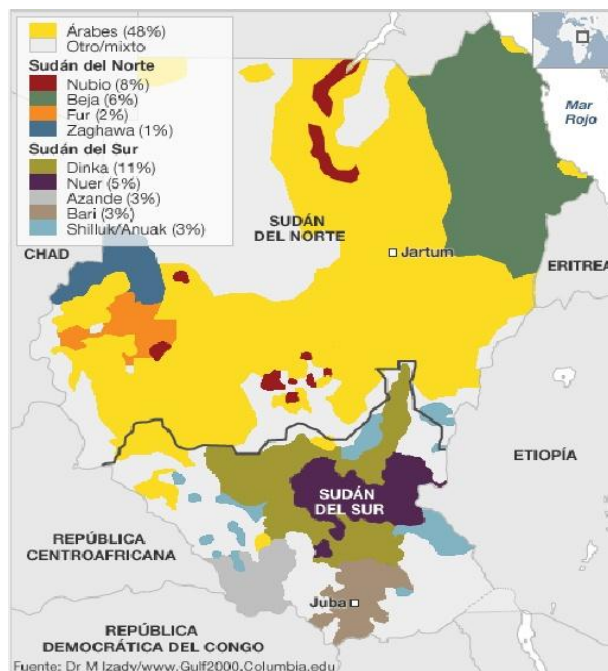 Árabes (48%)
Otro/mixto
Sudán del Norte
Nubio (8%)
Beja (6%)
Fur (2%)
Zaghawa (1%)
Sudán del Sur
Dinka (11%)
Nuer (5%)
Azande (3%)
Bari (3%)
Shilluk/Anuak (3%)
Mar
Rojo
SUDÁN
DEL NORTE
Jartum
CHAD
ERITREA
ETIOPÍA
SUDÁN
DEL SUR
REPÚBLICA
CENTROAFRICANA
Juba
REPÚBLICA
DEMOCRÁTICA DEL CONGO
Fuente: Dr M Izady/www.Gulf2000.Columbia.edu